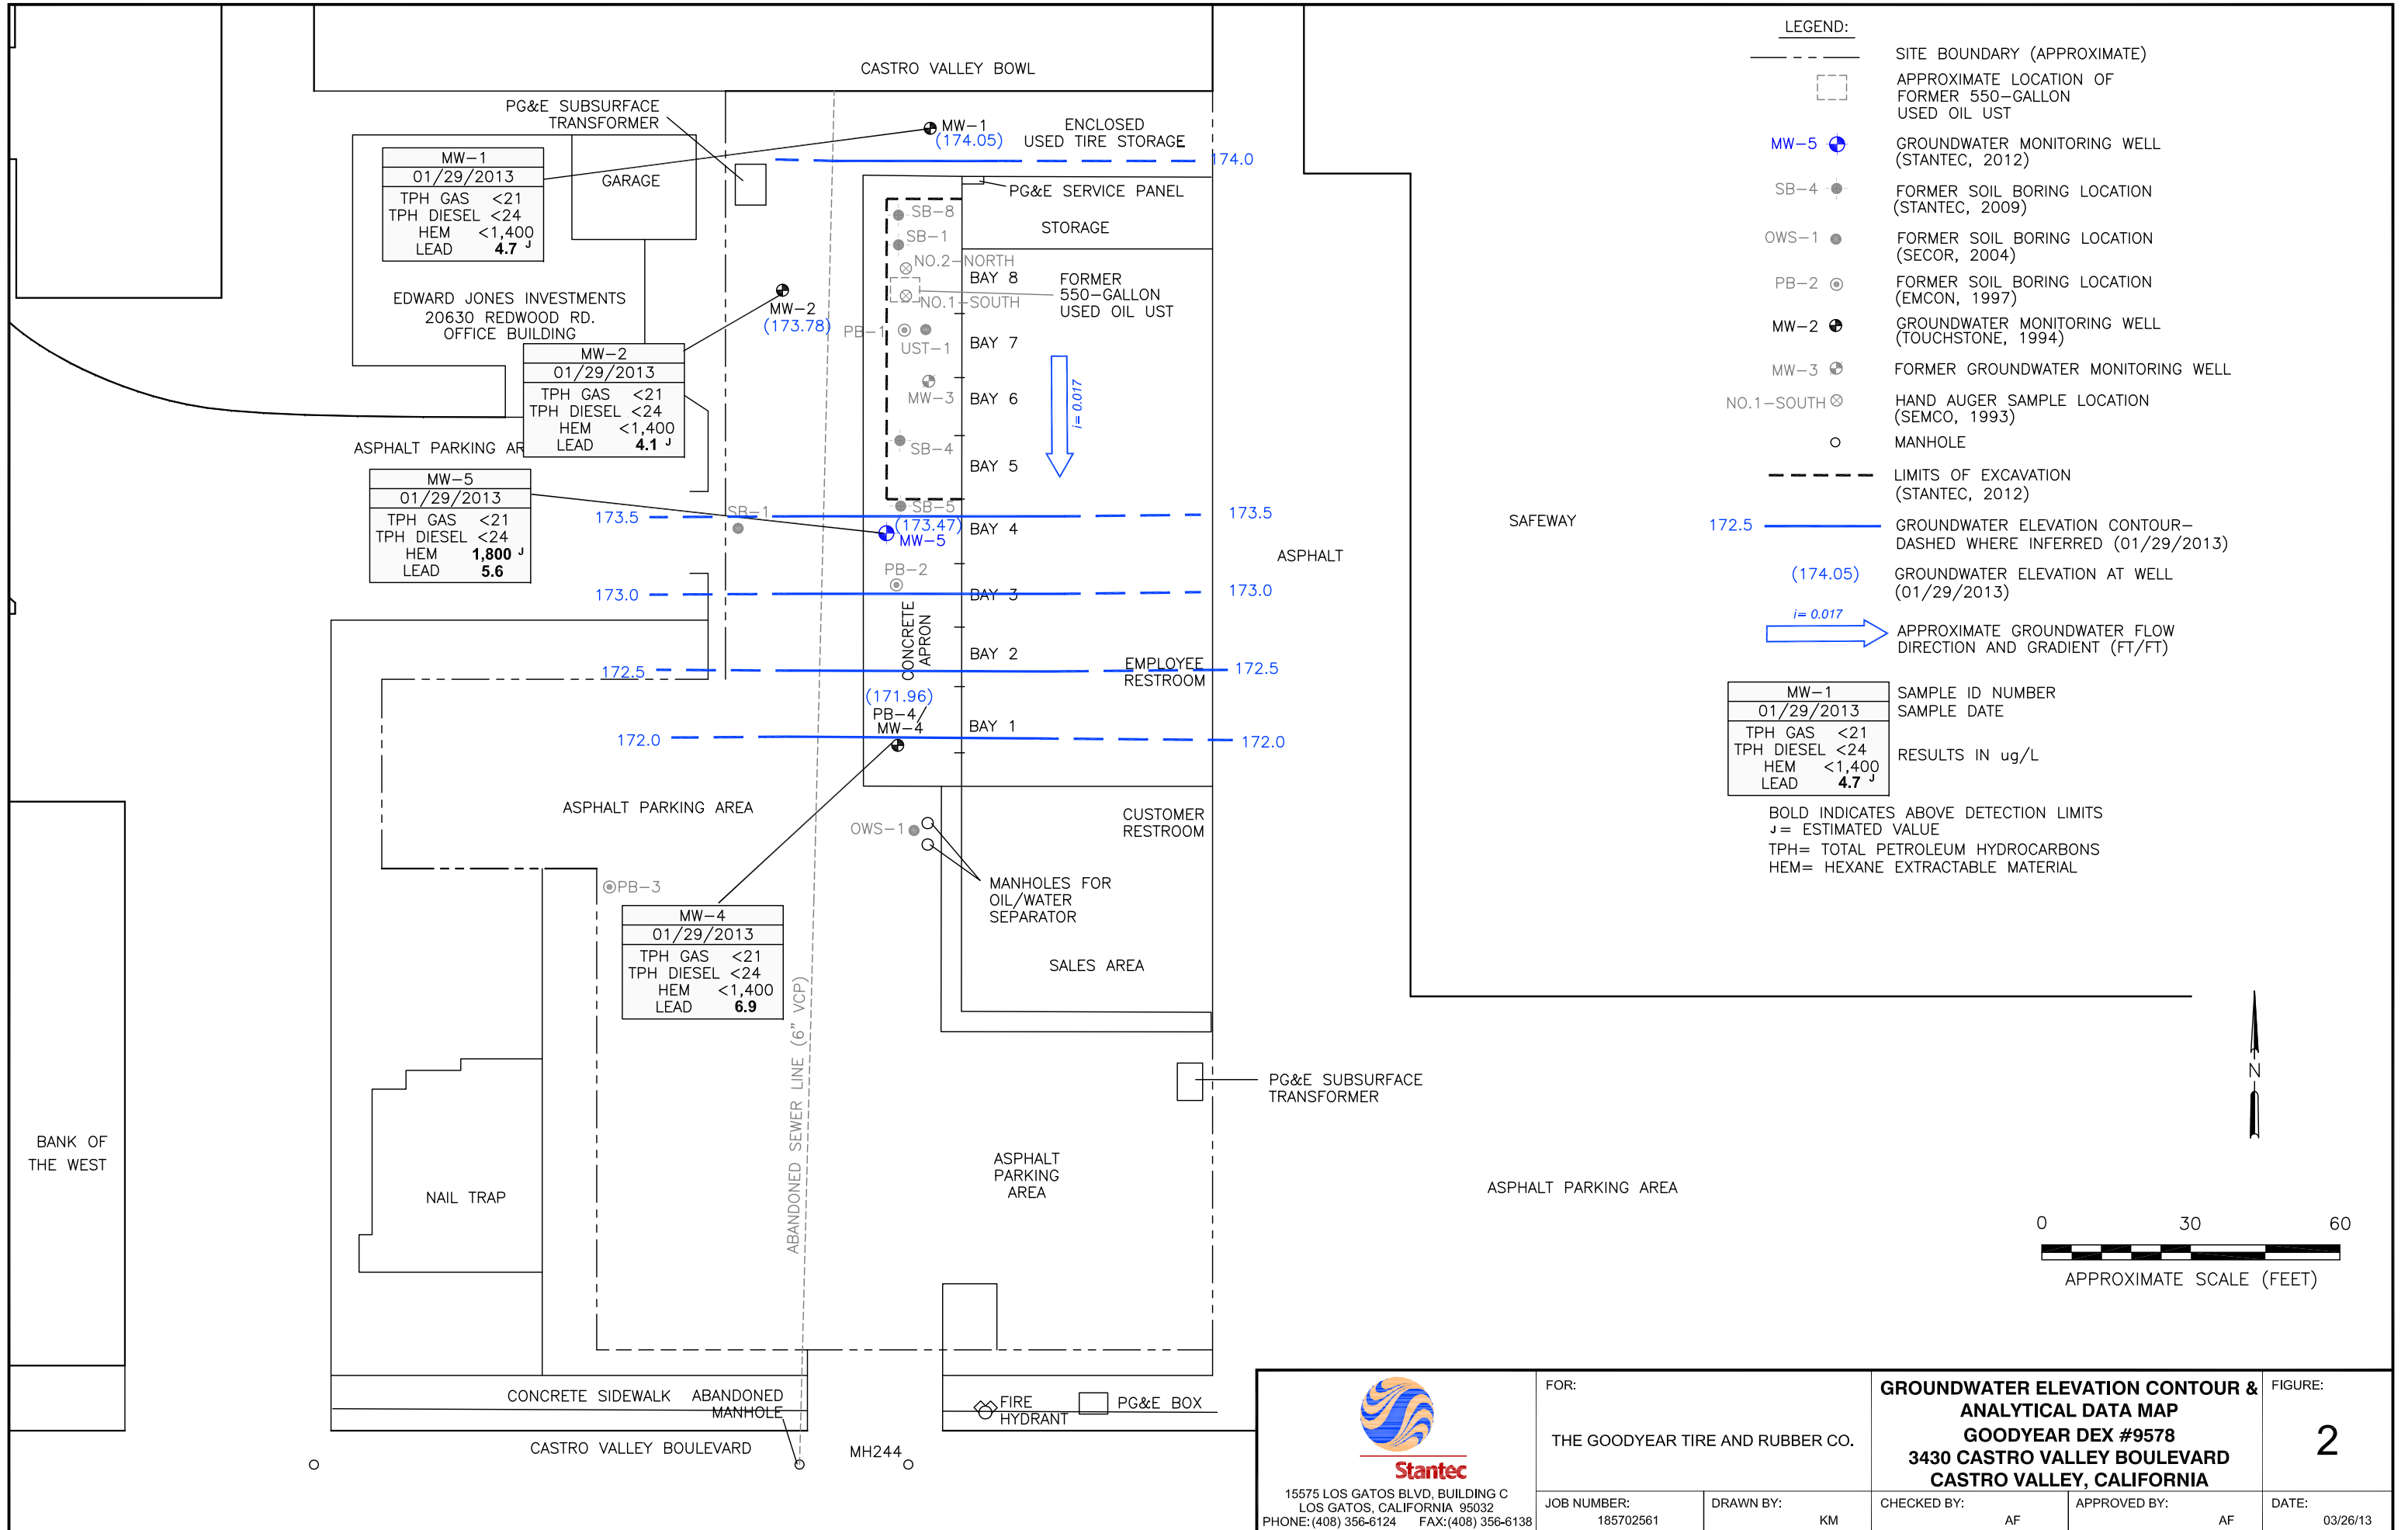 CASTRO VALLEY BOWL
PG&E SUBSURFACE
TRANSFORMER
MW-1
(174.05)
ENCLOSED
USED TIRE STORAGE
174.0
MW-1
01/29/2013
TPH GAS <21
TPH DIESEL <24
HEM <1,400
LEAD 4.7 J
GARAGE
PG&E SERVICE PANEL
STORAGE
SB-8
SB-1
NO.2-NORTH
NO.1-SOUTH
BAY 8
FORMER
550-GALLON
USED OIL UST
EDWARD JONES INVESTMENTS
20630 REDWOOD RD.
OFFICE BUILDING
MW-2
(173.78)
PB-1
UST-1
BAY 7
MW-2
01/29/2013
TPH GAS <21
TPH DIESEL <24
HEM <1,400
LEAD 4.1 J
MW-3
BAY 6
i= 0.017
ASPHALT PARKING AR
SB-4
BAY 5
MW-5
01/29/2013
TPH GAS <21
TPH DIESEL <24
HEM 1,800 J
LEAD 5.6
173.5
SB-1
SB-5
(173.47)
MW-5
BAY 4
173.5
ASPHALT
SAFEWAY
PB-2
173.0
BAY 3
173.0
CONCRETE
APRON
BAY 2
172.5
EMPLOYEE
RESTROOM
172.5
(171.96)
PB-4/
MW-4
BAY 1
172.0
172.0
ASPHALT PARKING AREA
OWS-1
CUSTOMER
RESTROOM
MANHOLES FOR
OIL/WATER
SEPARATOR
PB-3
MW-4
01/29/2013
TPH GAS <21
TPH DIESEL <24
HEM <1,400
LEAD 6.9
SALES AREA
ABANDONED SEWER LINE (6" VCP)
PG&E SUBSURFACE
TRANSFORMER
BANK OF
THE WEST
NAIL TRAP
ASPHALT
PARKING
AREA
ASPHALT PARKING AREA
CONCRETE SIDEWALK
ABANDONED
MANHOLE
FIRE
HYDRANT
PG&E BOX
CASTRO VALLEY BOULEVARD
MH244
LEGEND:
SITE BOUNDARY (APPROXIMATE)
APPROXIMATE LOCATION OF
FORMER 550-GALLON
USED OIL UST
MW-5 GROUNDWATER MONITORING WELL
(STANTEC, 2012)
SB-4 FORMER SOIL BORING LOCATION
(STANTEC, 2009)
OWS-1 FORMER SOIL BORING LOCATION
(SECOR, 2004)
PB-2 FORMER SOIL BORING LOCATION
(EMCON, 1997)
MW-2 GROUNDWATER MONITORING WELL
(TOUCHSTONE, 1994)
MW-3 FORMER GROUNDWATER MONITORING WELL
NO.1-SOUTH HAND AUGER SAMPLE LOCATION
(SEMCO, 1993)
MANHOLE
LIMITS OF EXCAVATION
(STANTEC, 2012)
172.5 GROUNDWATER ELEVATION CONTOUR-
DASHED WHERE INFERRED (01/29/2013)
(174.05) GROUNDWATER ELEVATION AT WELL
(01/29/2013)
i= 0.017
APPROXIMATE GROUNDWATER FLOW
DIRECTION AND GRADIENT (FT/FT)
MW-1 SAMPLE ID NUMBER
01/29/2013 SAMPLE DATE
TPH GAS <21
TPH DIESEL <24
HEM <1,400
LEAD 4.7 J
RESULTS IN ug/L
BOLD INDICATES ABOVE DETECTION LIMITS
J= ESTIMATED VALUE
TPH= TOTAL PETROLEUM HYDROCARBONS
HEM= HEXANE EXTRACTABLE MATERIAL
N
0 30 60
APPROXIMATE SCALE (FEET)
Stantec
15575 LOS GATOS BLVD, BUILDING C
LOS GATOS, CALIFORNIA 95032
PHONE:(408) 356-6124 FAX:(408) 356-6138
FOR:
THE GOODYEAR TIRE AND RUBBER CO.
JOB NUMBER:
185702561
DRAWN BY:
KM
GROUNDWATER ELEVATION CONTOUR &
ANALYTICAL DATA MAP
GOODYEAR DEX #9578
3430 CASTRO VALLEY BOULEVARD
CASTRO VALLEY, CALIFORNIA
CHECKED BY:
AF
APPROVED BY:
AF
FIGURE:
2
DATE:
03/26/13